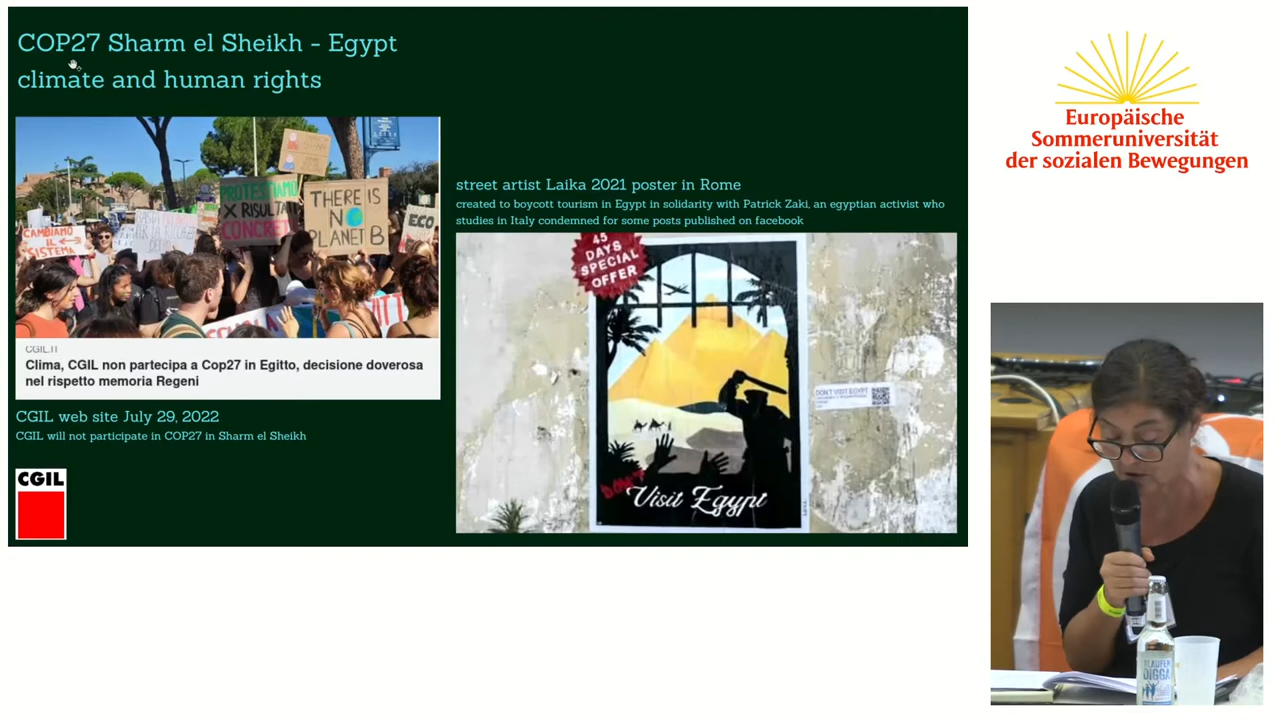 COP27 Sharm el Sheikh - Egypt
climate and human rights
CAMBIAMO
IL
SISTEMA
PROTESTIAMO
X RISULTATI
CONCRETI
THERE IS
NO
PLANET B
ECO
CGIL.IT
Clima, CGIL non partecipa a Cop27 in Egitto, decisione doverosa
nel rispetto memoria Regeni
CGIL web site July 29, 2022
CGIL will not participate in COP27 in Sharm el Sheikh
CGIL
street artist Laika 2021 poster in Rome
created to boycott tourism in Egypt in solidarity with Patrick Zaki, an egyptian activist who
studies in Italy condemned for some posts published on facebook
45
DAYS
SPECIAL
OFFER
DON'T VISIT EGYPT
DON'T
Visit Egypt
Europäische
Sommeruniversität
der sozialen Bewegungen
DIGGA